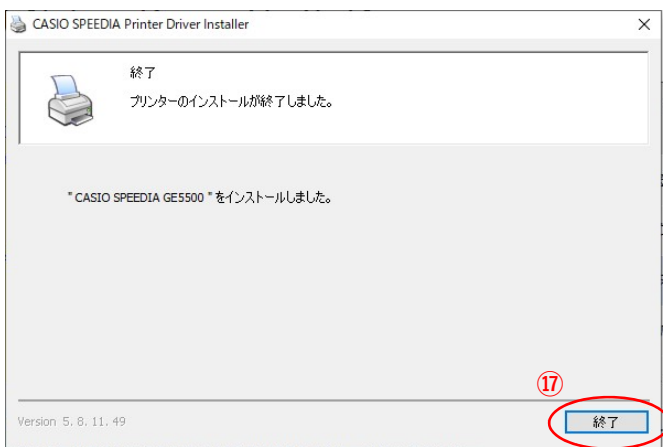 CASIO SPEEDIA Printer Driver Installer
終了
プリンターのインストールが終了しました。
" CASIO SPEEDIA GE5500 " をインストールしました。
⑰
Version 5. 8. 11. 49
終了